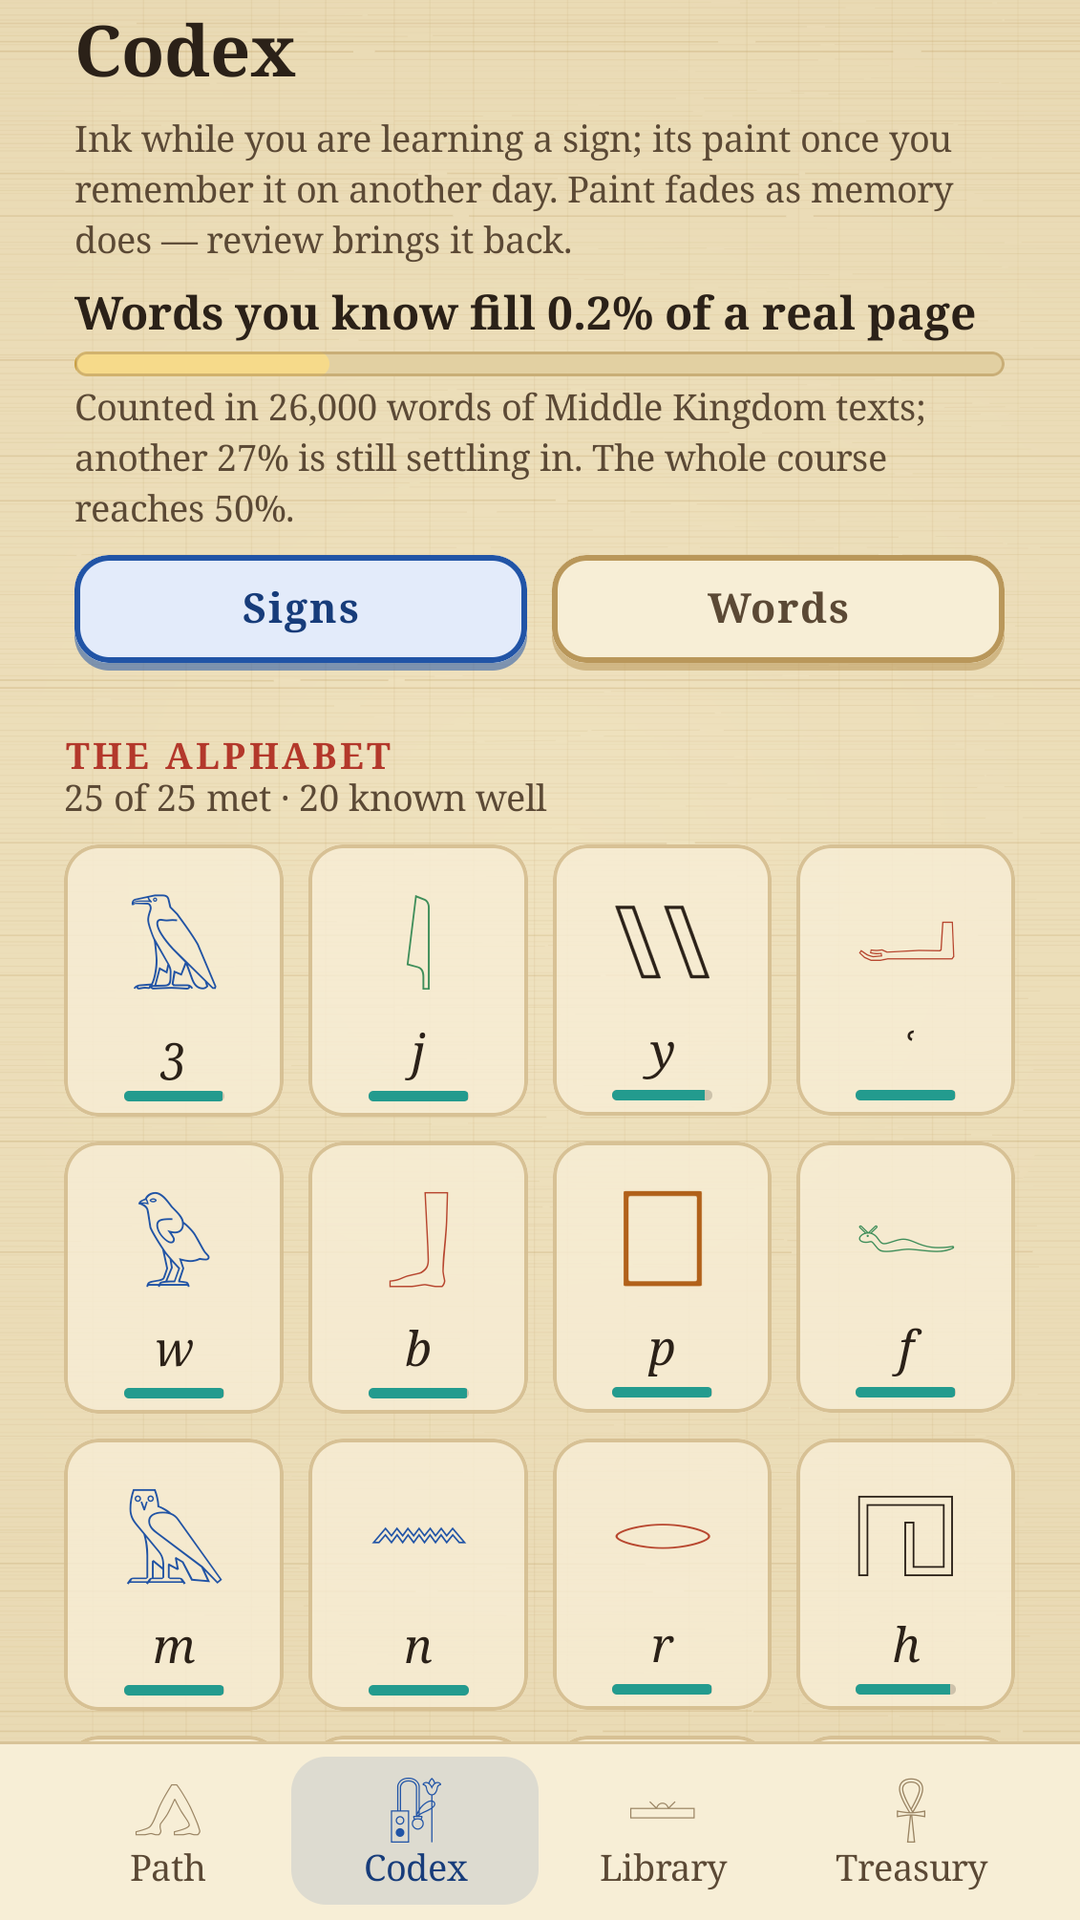 Codex
Ink while you are learning a sign; its paint once you
remember it on another day. Paint fades as memory
does — review brings it back.
Words you know fill 0.2% of a real page
Counted in 26,000 words of Middle Kingdom texts;
another 27% is still settling in. The whole course
reaches 50%.
Signs Words
THE ALPHABET
25 of 25 met · 20 known well
𓄿 𓇋 𓏭 𓂝
ꜣ j y ꜥ
𓅱 𓃀 𓊪 𓆑
w b p f
𓅓 𓈖 𓂋 𓉔
m n r h
Path Codex Library Treasury